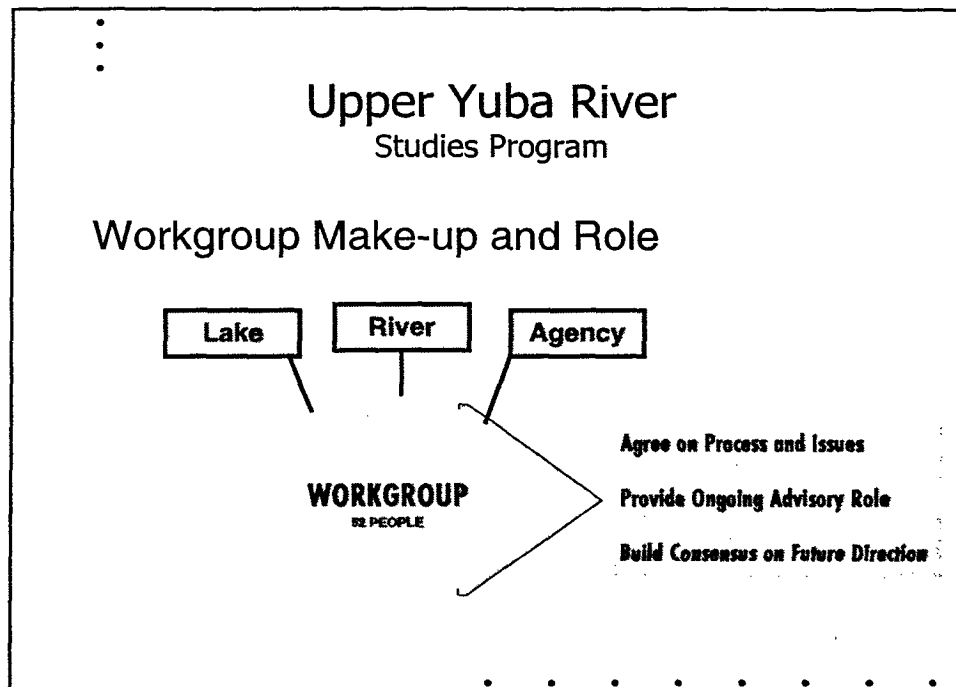 Upper Yuba River
Studies Program
Workgroup Make-up and Role
Lake
River
Agency
WORKGROUP
52 PEOPLE
Agree on Process and Issues
Provide Ongoing Advisory Role
Build Consensus on Future Direction